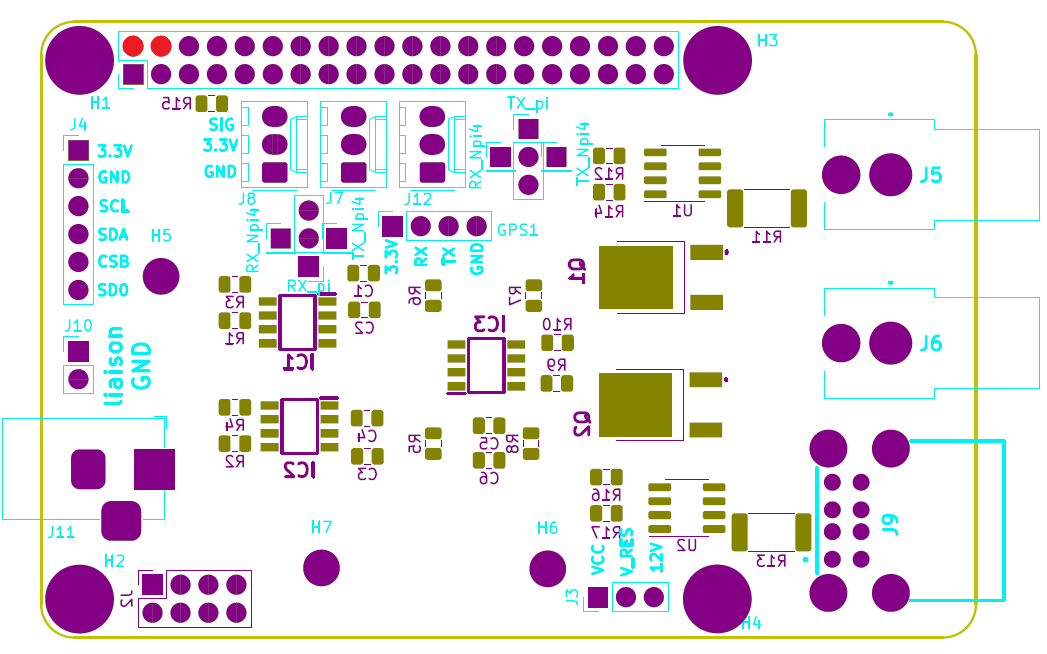 H3
H1
R15
TX_pi
J4
SIG
3.3V
3.3V
GND
GND
RX_Npi4
TX_Npi4
R12
J5
SCL
J8
J7
J12
R14
U1
SDA
H5
RX_Npi4
TX_Npi4
3.3V
RX
TX
GND
GPS1
R11
CSB
SD0
RX_pi
Q1
R3
C1
R6
R7
R1
C2
IC3
R10
J10
liaison
GND
IC1
R9
J6
R4
C4
R5
C5
R8
Q2
R2
IC2
C3
C6
R16
J11
H7
H6
R17
U2
R13
J9
H2
J2
J3
VCC
V_RES
12V
H4